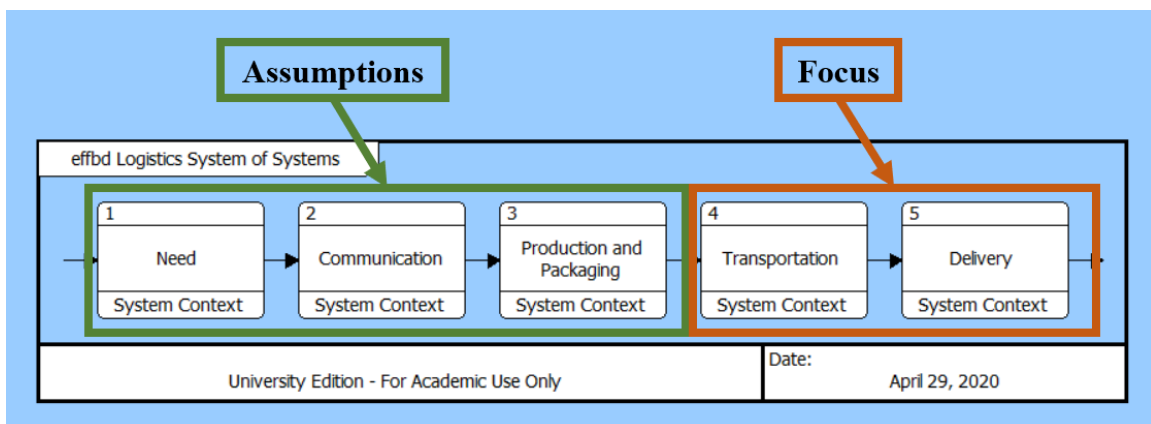 Assumptions
Focus
effbd Logistics System of Systems
1
Need
System Context
2
Communication
System Context
3
Production and
Packaging
System Context
4
Transportation
System Context
5
Delivery
System Context
University Edition - For Academic Use Only
Date:
April 29, 2020